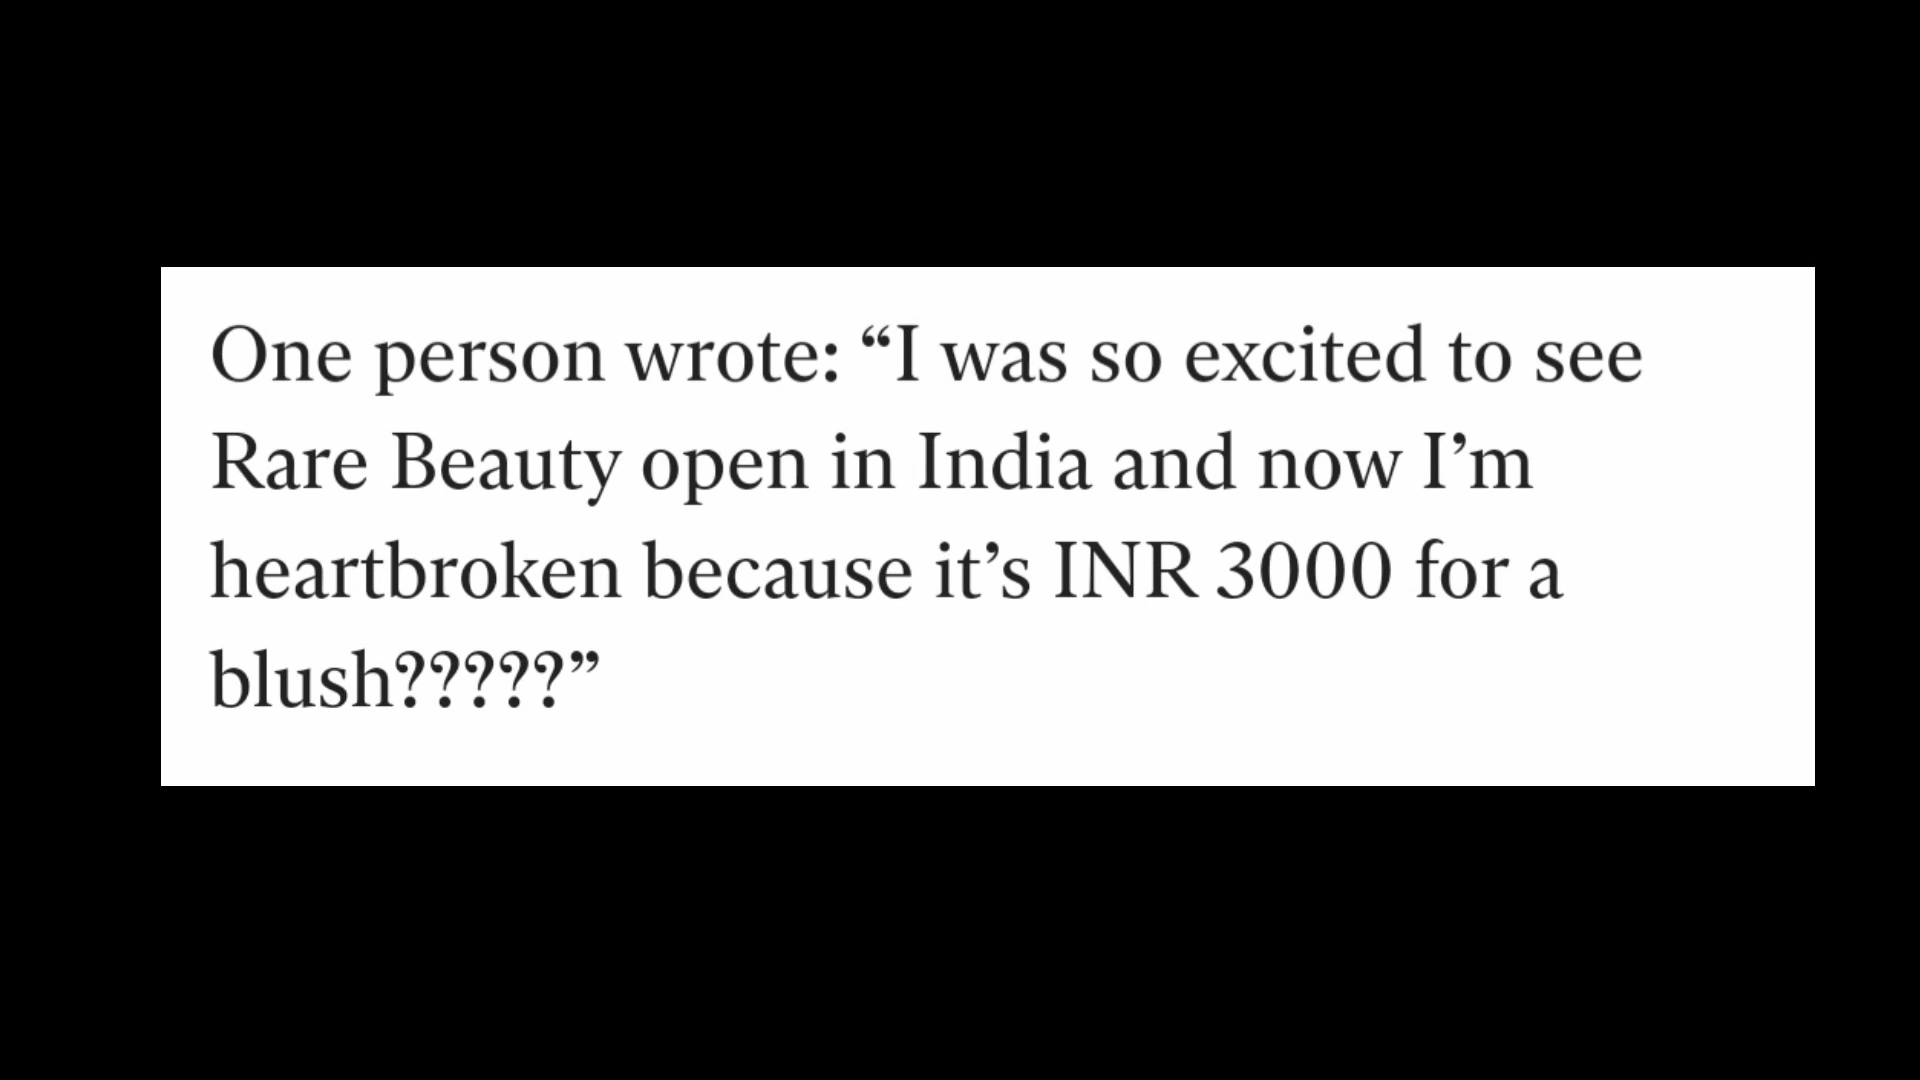 One person wrote: “I was so excited to see
Rare Beauty open in India and now I’m
heartbroken because it’s INR 3000 for a
blush?????”